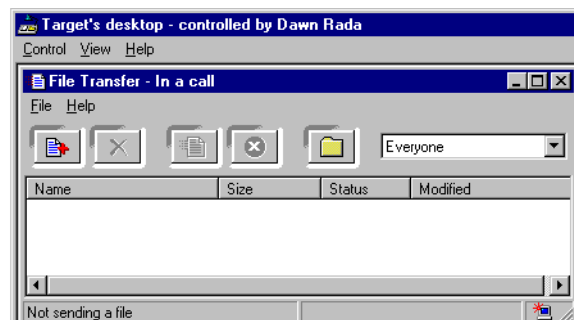 Target's desktop - controlled by Dawn Rada
Control View Help
File Transfer - In a call
File Help
Everyone
Name Size Status Modified
Not sending a file